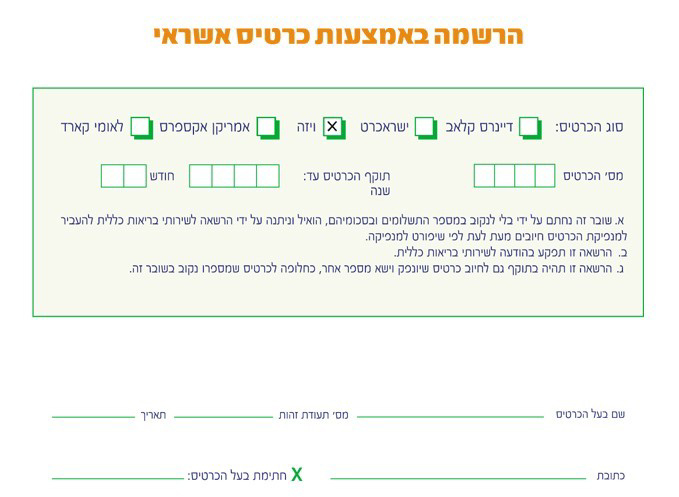 הרשמה באמצעות כרטיס אשראי
סוג הכרטיס: דיינרס קלאב ישראכרט ויזה X אמריקן אקספרס לאומי קארד
מס׳ הכרטיס תוקף הכרטיס עד: חודש
שנה
א. שובר זה נחתם על ידי בלי לנקוב במספר התשלומים ובסכומיהם, הואיל וניתנה על ידי הרשאה לשירותי בריאות כללית להעביר
למנפיקת הכרטיס חיובים מעת לעת לפי שיפורט למנפיקה.
ב. הרשאה זו תפקע בהודעה לשירותי בריאות כללית.
ג. הרשאה זו תהיה בתוקף גם לחיוב כרטיס שיונפק וישא מספר אחר, כחלופה לכרטיס שמספרו נקוב בשובר זה.
שם בעל הכרטיס מס׳ תעודת זהות תאריך
כתובת X חתימת בעל הכרטיס: